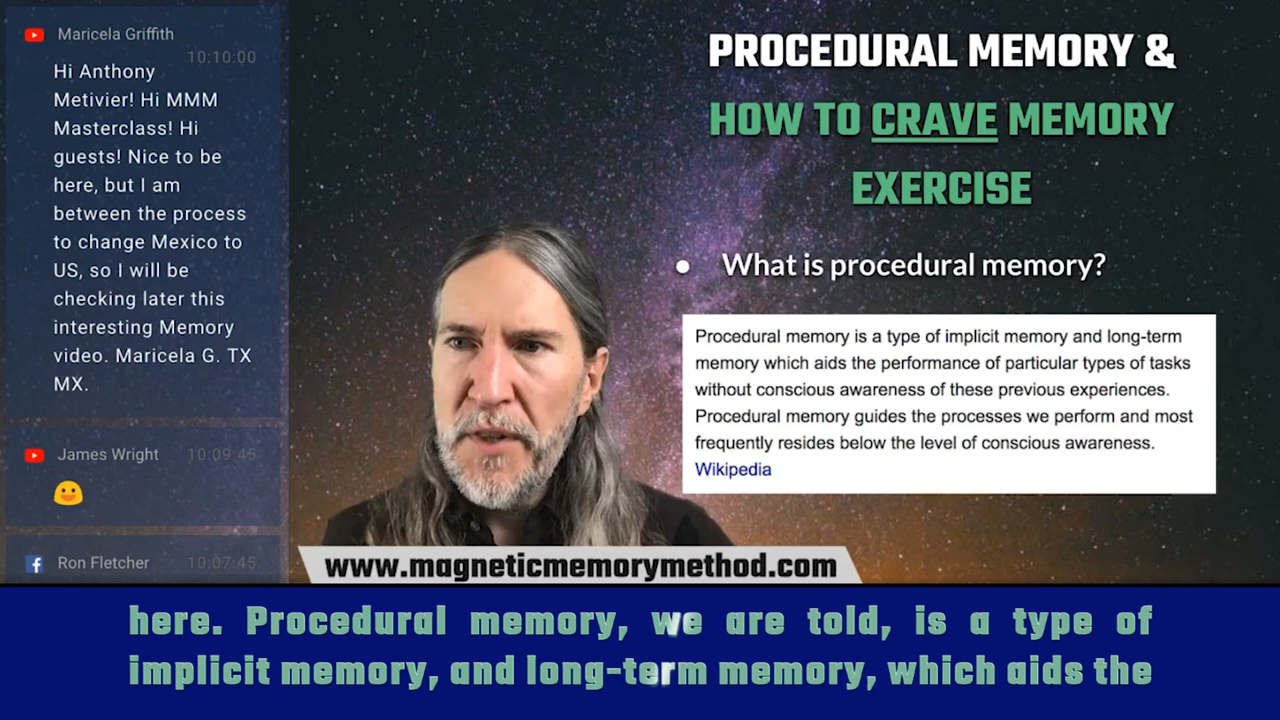 Maricela Griffith
10:10:00
Hi Anthony
Metivier! Hi MMM
Masterclass! Hi
guests! Nice to be
here, but I am
between the process
to change Mexico to
US, so I will be
checking later this
interesting Memory
video. Maricela G. TX
MX.
James Wright 10:09:45
Ron Fletcher 10:07:45
PROCEDURAL MEMORY &
HOW TO CRAVE MEMORY
EXERCISE
• What is procedural memory?
Procedural memory is a type of implicit memory and long-term
memory which aids the performance of particular types of tasks
without conscious awareness of these previous experiences.
Procedural memory guides the processes we perform and most
frequently resides below the level of conscious awareness.
Wikipedia
www.magneticmemorymethod.com
here. Procedural memory, we are told, is a type of
implicit memory, and long-term memory, which aids the